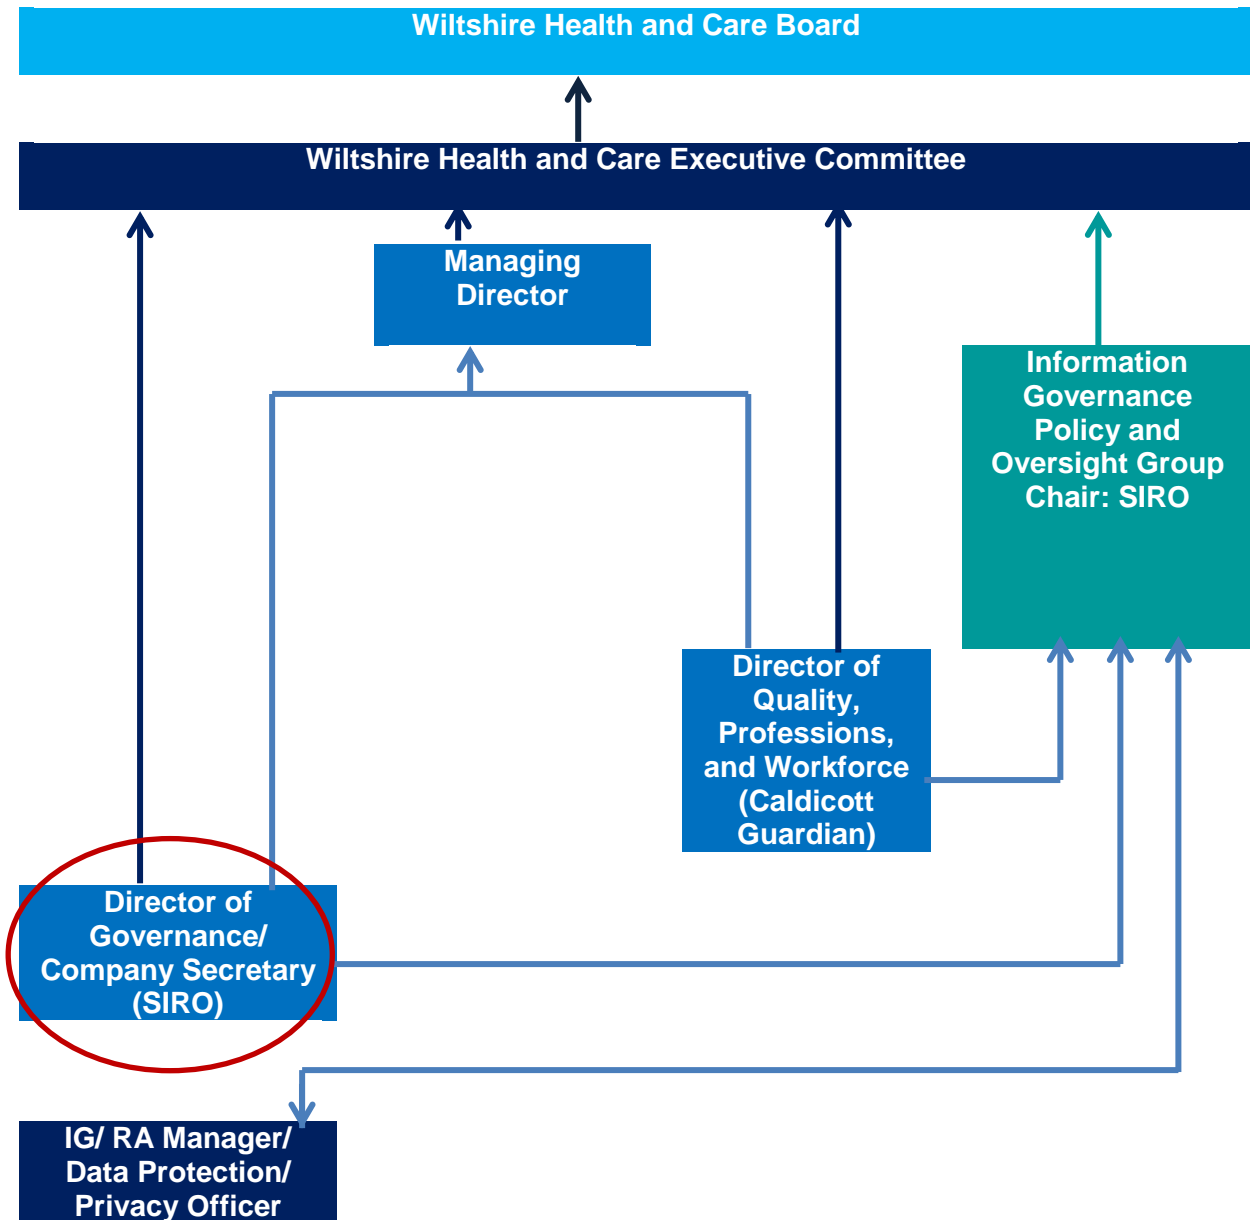 Wiltshire Health and Care Board
Wiltshire Health and Care Executive Committee
Managing
Director
Information
Governance
Policy and
Oversight Group
Chair: SIRO
Director of
Quality,
Professions,
and Workforce
(Caldicott
Guardian)
Director of
Governance/
Company Secretary
(SIRO)
IG/ RA Manager/
Data Protection/
Privacy Officer